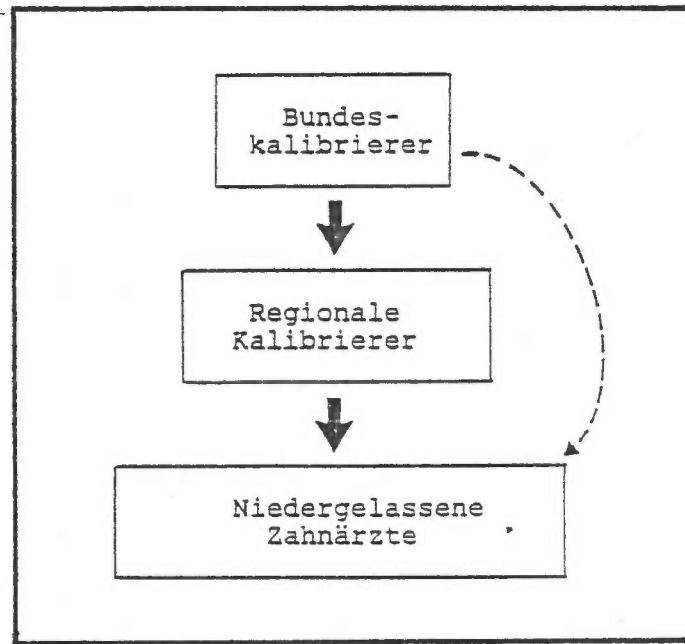 Bundes-
kalibrierer
Regionale
Kalibrierer
Niedergelassene
Zahnärzte